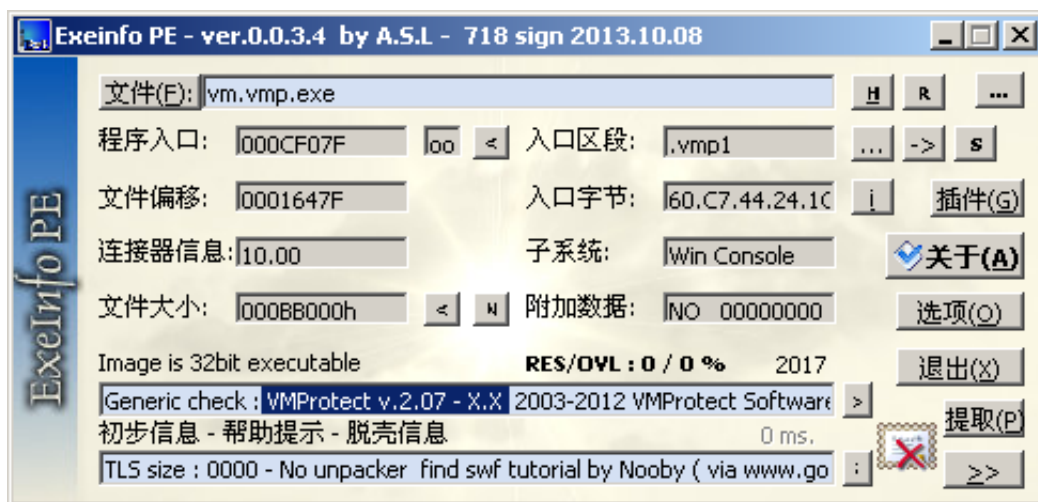 Exeinfo PE - ver.0.0.3.4 by A.S.L - 718 sign 2013.10.08
ExeInfo PE
文件(F): vm.vmp.exe H R ...
程序入口: 000CF07F oo < 入口区段: .vmp1 ... -> s
文件偏移: 0001647F 入口字节: 60.C7.44.24.1C i 插件(G)
连接器信息: 10.00 子系统: Win Console 关于(A)
文件大小: 000BB000h < N 附加数据: NO 00000000 选项(O)
Image is 32bit executable RES/OVL : 0 / 0 % 2017 退出(X)
Generic check : VMProtect v.2.07 - X.X 2003-2012 VMProtect Software >
初步信息 - 帮助提示 - 脱壳信息 0 ms. 提取(P)
TLS size : 0000 - No unpacker find swf tutorial by Nooby ( via www.go ; >>